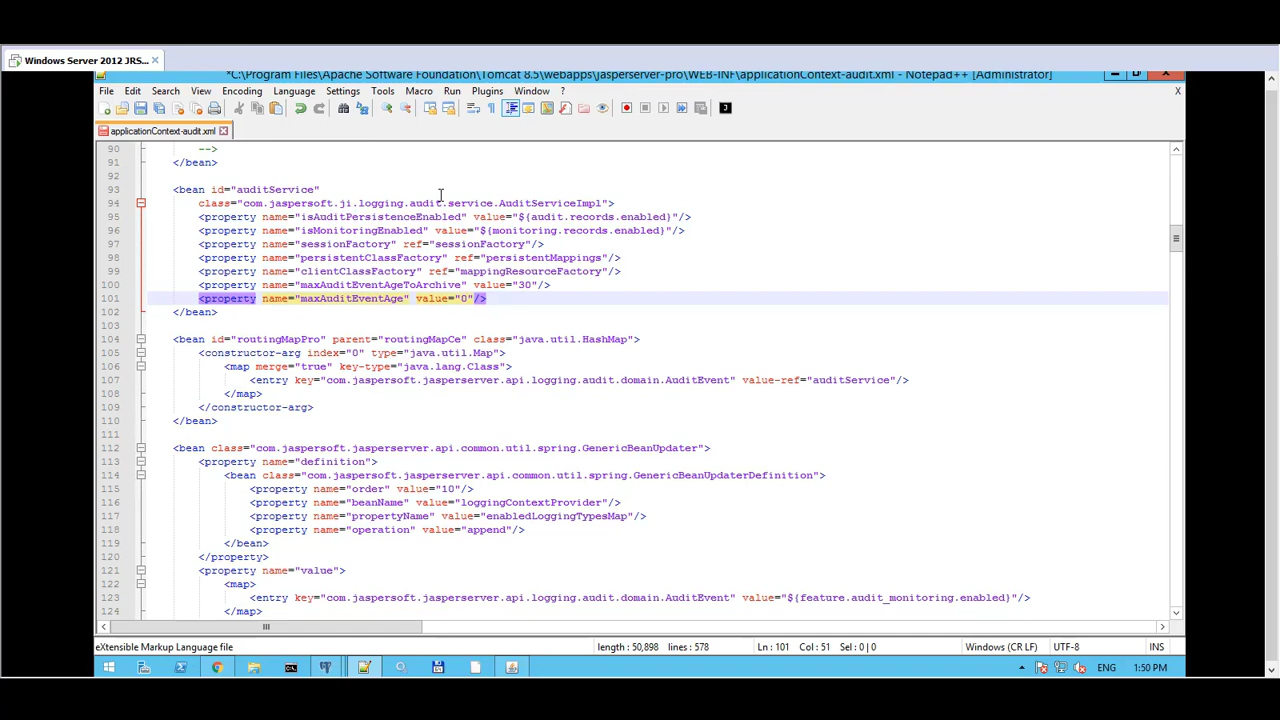 Windows Server 2012 JRS...
*C:\Program Files\Apache Software Foundation\Tomcat 8.5\webapps\jasperserver-pro\WEB-INF\applicationContext-audit.xml - Notepad++ [Administrator]
File Edit Search View Encoding Language Settings Tools Macro Run Plugins Window ? X
applicationContext-audit.xml
90 -->
91 </bean>
92
93 <bean id="auditService"
94 class="com.jaspersoft.ji.logging.audit.service.AuditServiceImpl">
95 <property name="isAuditPersistenceEnabled" value="${audit.records.enabled}"/>
96 <property name="isMonitoringEnabled" value="${monitoring.records.enabled}"/>
97 <property name="sessionFactory" ref="sessionFactory"/>
98 <property name="persistentClassFactory" ref="persistentMappings"/>
99 <property name="clientClassFactory" ref="mappingResourceFactory"/>
100 <property name="maxAuditEventAgeToArchive" value="30"/>
101 <property name="maxAuditEventAge" value="0"/>
102 </bean>
103
104 <bean id="routingMapPro" parent="routingMapCe" class="java.util.HashMap">
105 <constructor-arg index="0" type="java.util.Map">
106 <map merge="true" key-type="java.lang.Class">
107 <entry key="com.jaspersoft.jasperserver.api.logging.audit.domain.AuditEvent" value-ref="auditService"/>
108 </map>
109 </constructor-arg>
110 </bean>
111
112 <bean class="com.jaspersoft.jasperserver.api.common.util.spring.GenericBeanUpdater">
113 <property name="definition">
114 <bean class="com.jaspersoft.jasperserver.api.common.util.spring.GenericBeanUpdaterDefinition">
115 <property name="order" value="10"/>
116 <property name="beanName" value="loggingContextProvider"/>
117 <property name="propertyName" value="enabledLoggingTypesMap"/>
118 <property name="operation" value="append"/>
119 </bean>
120 </property>
121 <property name="value">
122 <map>
123 <entry key="com.jaspersoft.jasperserver.api.logging.audit.domain.AuditEvent" value="${feature.audit_monitoring.enabled}"/>
124 </map>
eXtensible Markup Language file length : 50,898 lines : 578 Ln : 101 Col : 51 Sel : 0 | 0 Windows (CR LF) UTF-8 INS
ENG 1:50 PM